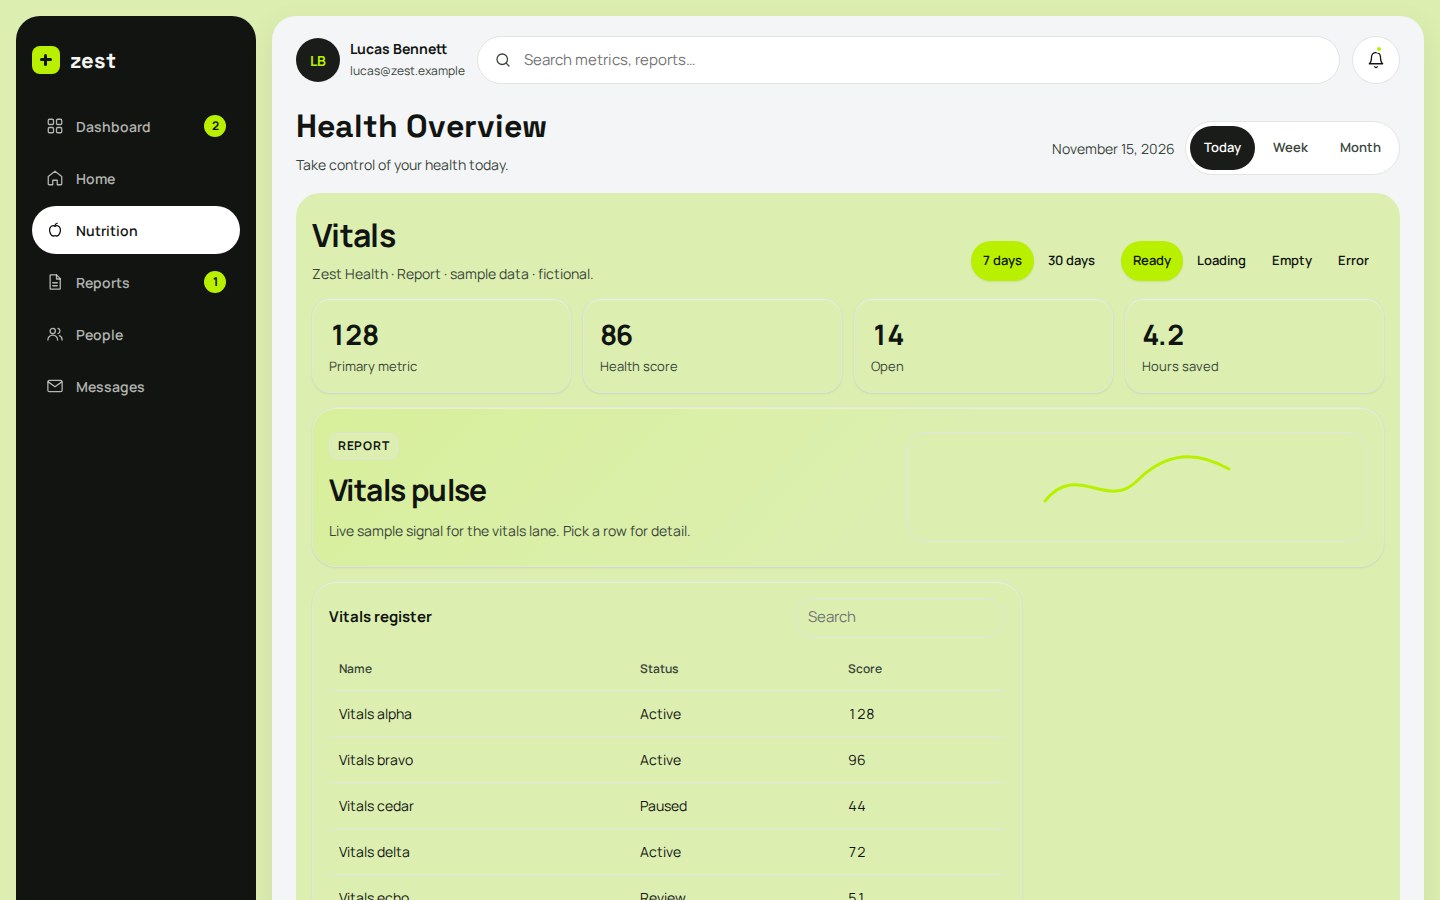 zest
Dashboard 2
Home
Nutrition
Reports 1
People
Messages
LB
Lucas Bennett
lucas@zest.example
Search metrics, reports…
Health Overview
Take control of your health today.
November 15, 2026
Today Week Month
Vitals
Zest Health · Report · sample data · fictional.
7 days 30 days Ready Loading Empty Error
128
Primary metric
86
Health score
14
Open
4.2
Hours saved
REPORT
Vitals pulse
Live sample signal for the vitals lane. Pick a row for detail.
Vitals register
Search
Name Status Score
Vitals alpha Active 128
Vitals bravo Active 96
Vitals cedar Paused 44
Vitals delta Active 72
Vitals echo Review 51